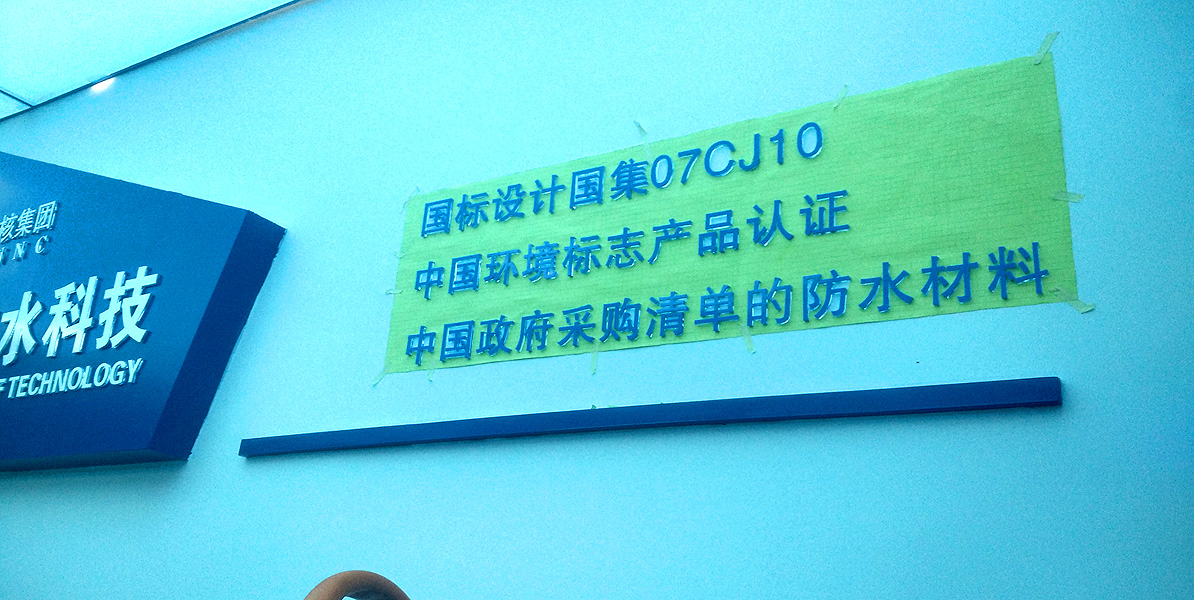 核集团
NC
水科技
TECHNOLOGY
国标设计国集07CJ10
中国环境标志产品认证
中国政府采购清单的防水材料